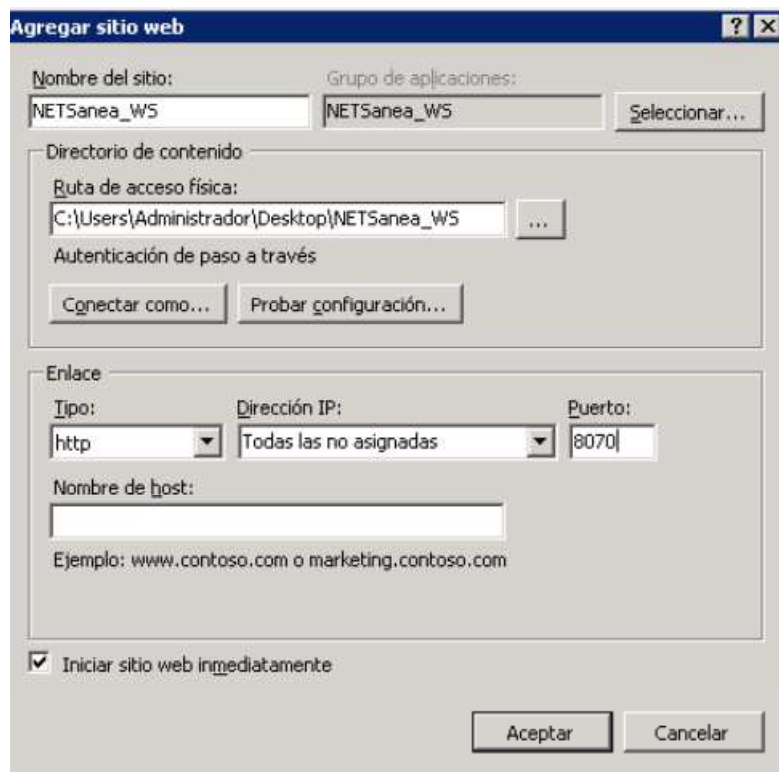 Agregar sitio web
Nombre del sitio: Grupo de aplicaciones:
NETSanea_WS NETSanea_WS Seleccionar...
Directorio de contenido
Ruta de acceso física:
C:\Users\Administrador\Desktop\NETSanea_WS ...
Autenticación de paso a través
Conectar como... Probar configuración...
Enlace
Tipo: Dirección IP: Puerto:
http Todas las no asignadas 8070
Nombre de host:
Ejemplo: www.contoso.com o marketing.contoso.com
Iniciar sitio web inmediatamente
Aceptar Cancelar